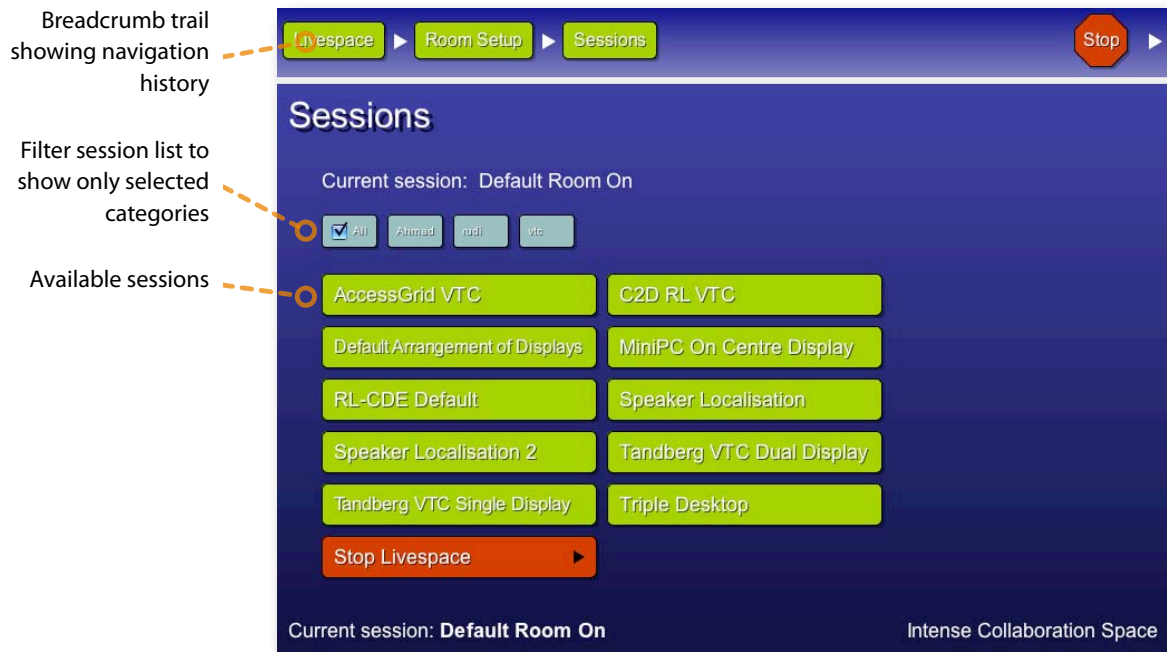 Breadcrumb trail
showing navigation
history
Livespace Room Setup Sessions Stop
Sessions
Filter session list to
show only selected
categories
Current session: Default Room On
All Ahmad rudi vtc
Available sessions
AccessGrid VTC C2D RL VTC
Default Arrangement of Displays MiniPC On Centre Display
RL-CDE Default Speaker Localisation
Speaker Localisation 2 Tandberg VTC Dual Display
Tandberg VTC Single Display Triple Desktop
Stop Livespace
Current session: Default Room On Intense Collaboration Space